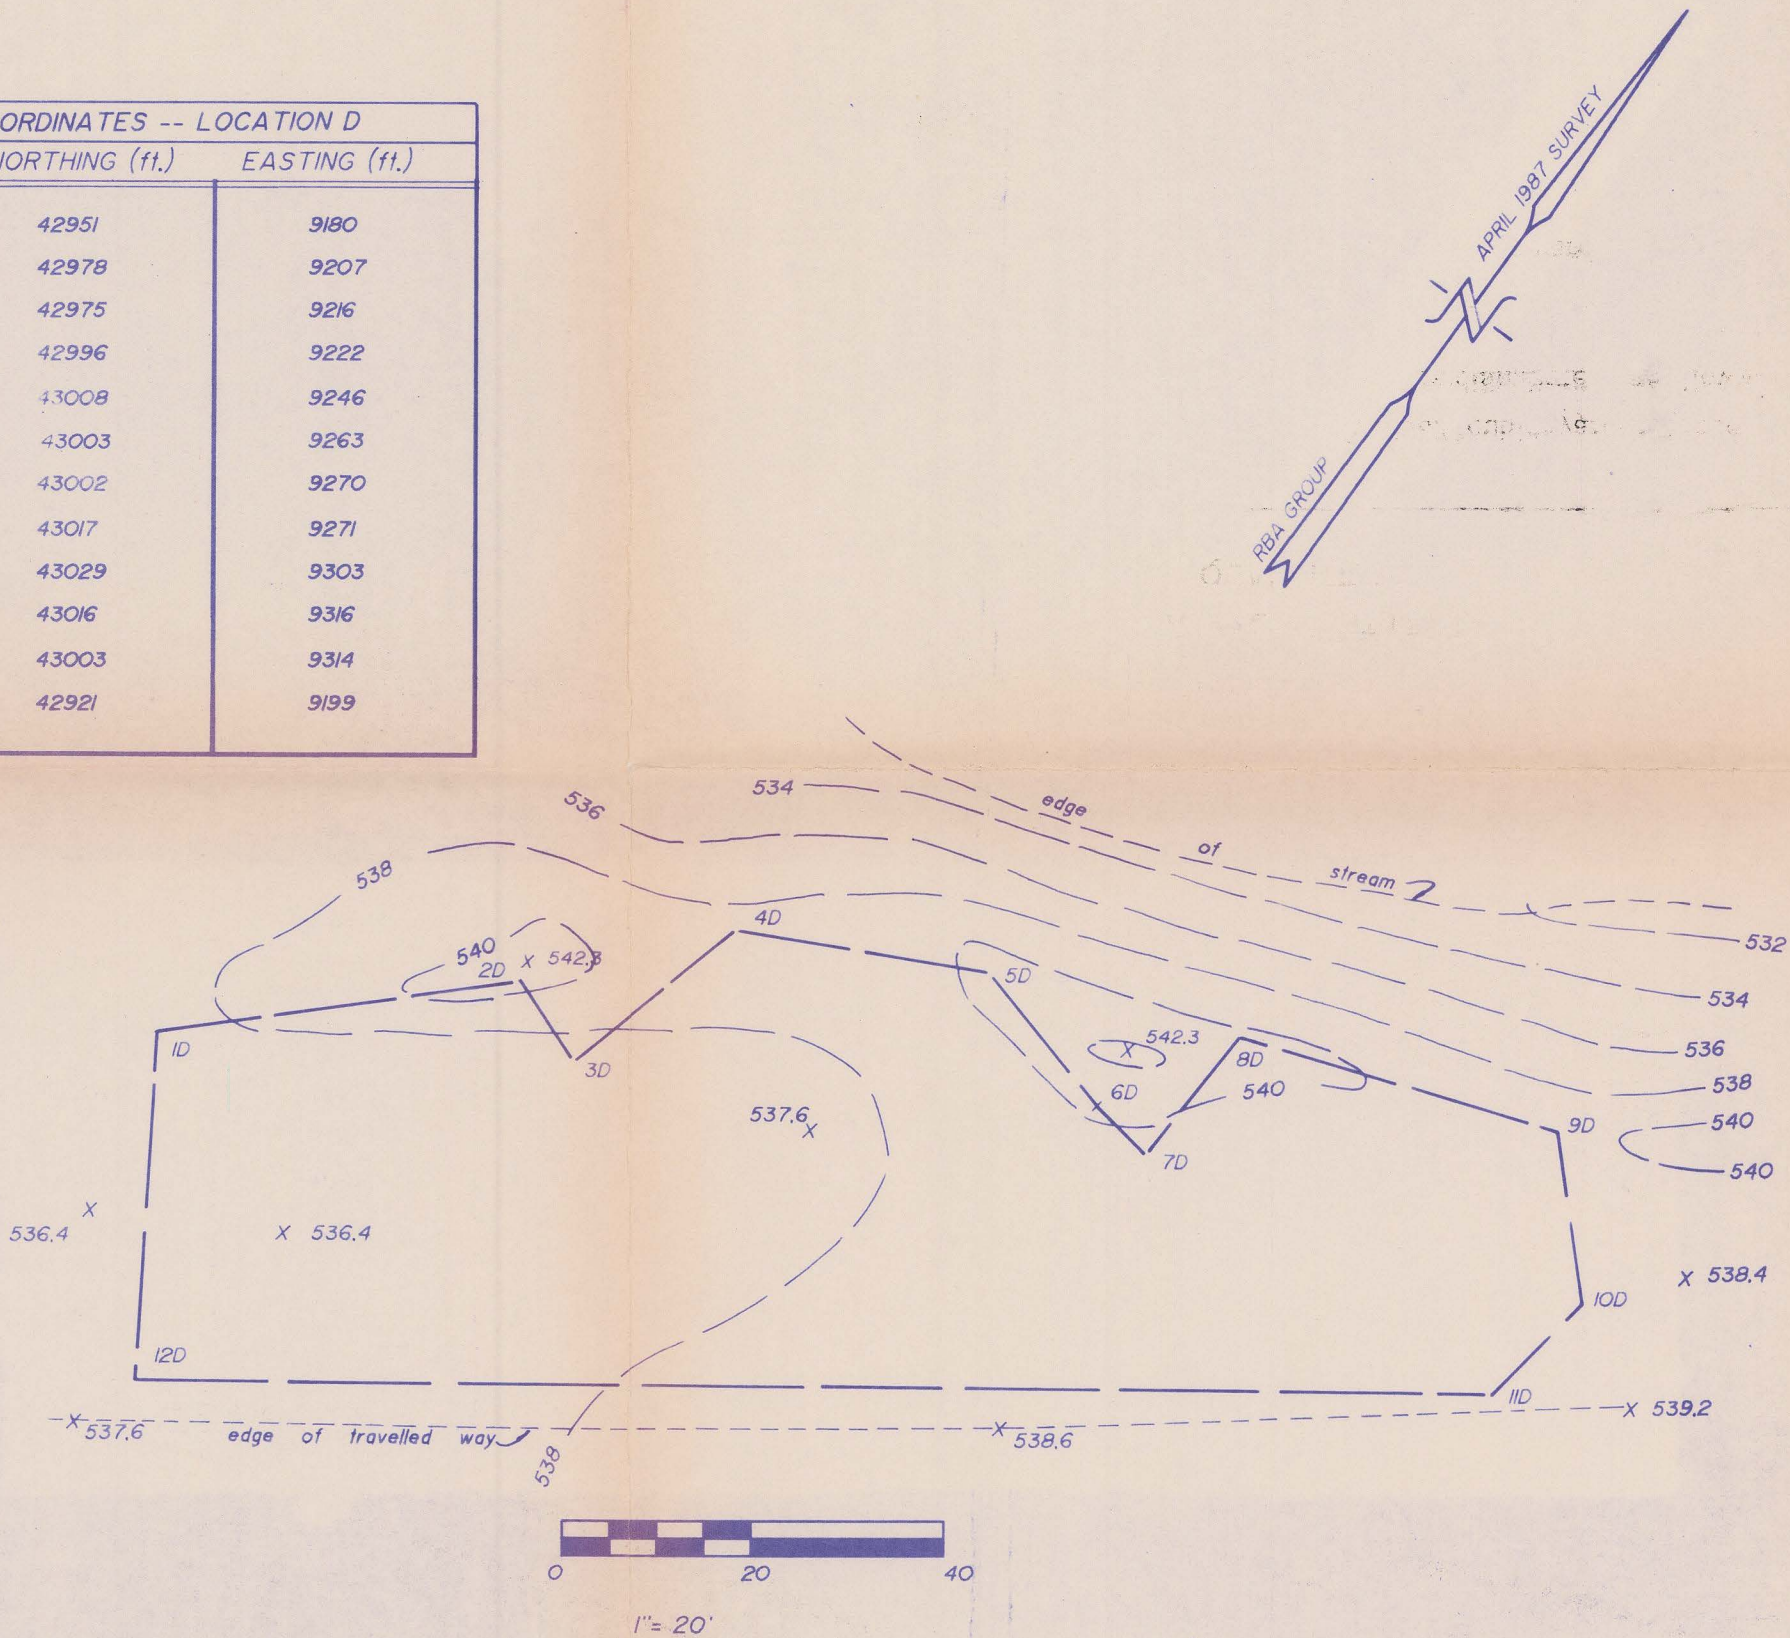 ORDINATES -- LOCATION D
ORTHING (ft.) EASTING (ft.)
42951 9180
42978 9207
42975 9216
42996 9222
43008 9246
43003 9263
43002 9270
43017 9271
43029 9303
43016 9316
43003 9314
42921 9199
APRIL 1987 SURVEY
N
RBA GROUP
534
536
edge of stream
538
532
540
2D
X 542.3
4D
5D
534
536
538
1D
3D
X 542.3
8D
6D
540
537.6 X
7D
9D
540
540
X 536.4
X 536.4
X 538.4
10D
12D
11D
X 537.6
edge of travelled way
X 538.6
X 539.2
538
0 20 40
1"= 20'